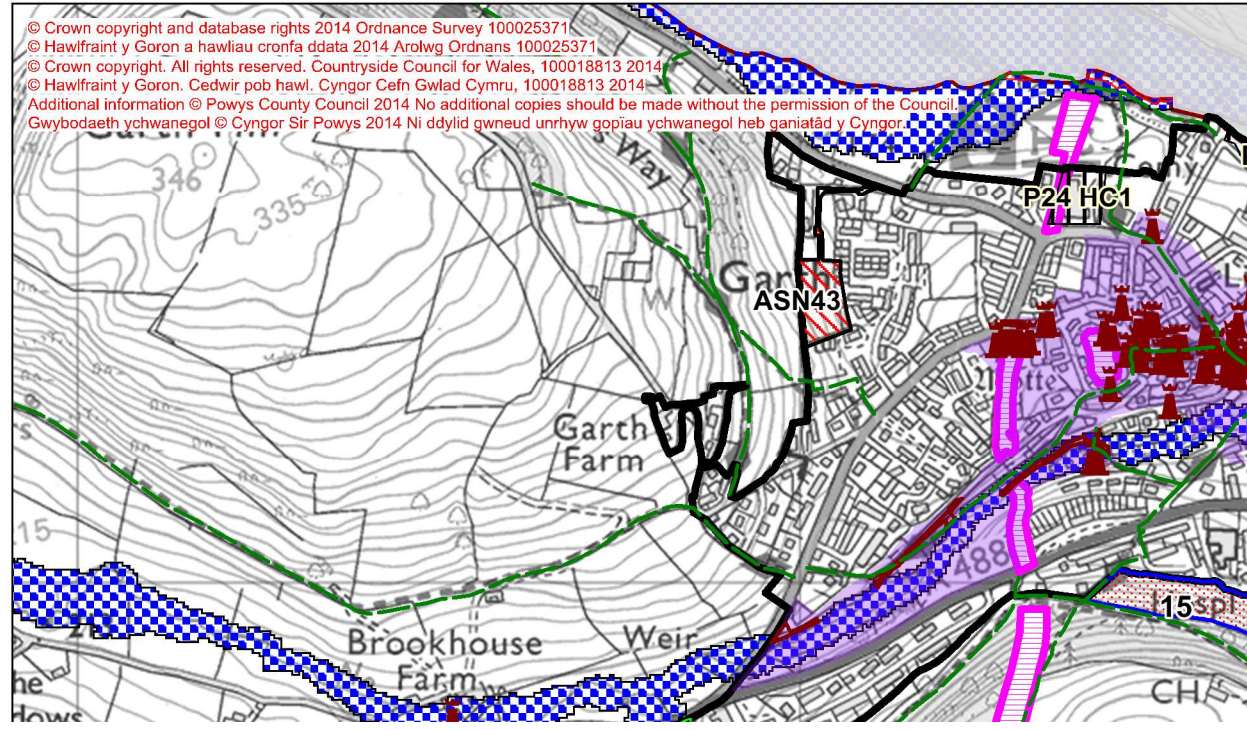 © Crown copyright and database rights 2014 Ordnance Survey 100025371
© Hawlfraint y Goron a hawliau cronfa ddata 2014 Arolwg Ordnans 100025371
© Crown copyright. All rights reserved. Countryside Council for Wales, 100018813 2014
© Hawlfraint y Goron. Cedwir pob hawl. Cyngor Cefn Gwlad Cymru, 100018813 2014
Additional information © Powys County Council 2014 No additional copies should be made without the permission of the Council.
Gwybodaeth ychwanegol © Cyngor Sir Powys 2014 Ni ddylid gwneud unrhyw gopïau ychwanegol heb ganiatâd y Cyngor.
Way
346
335
P24 HC1
Garth
ASN43
W
Motte
Garth
Farm
488
15
Brookhouse
Farm
Weir
CH